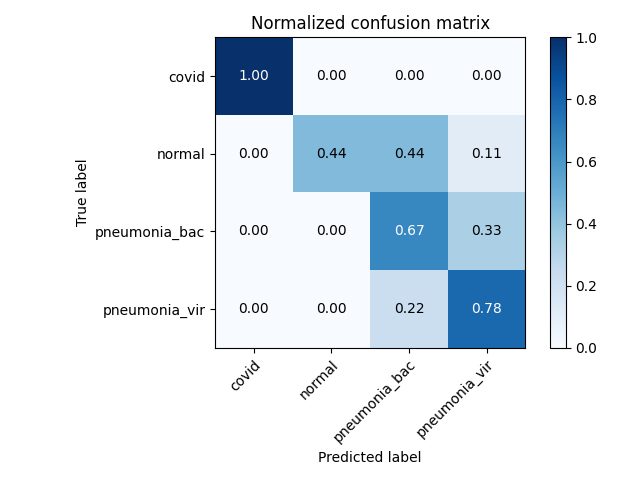 Normalized confusion matrix
True label
covid 1.00 0.00 0.00 0.00
normal 0.00 0.44 0.44 0.11
pneumonia_bac 0.00 0.00 0.67 0.33
pneumonia_vir 0.00 0.00 0.22 0.78
covid normal pneumonia_bac pneumonia_vir
Predicted label
1.0
0.8
0.6
0.4
0.2
0.0